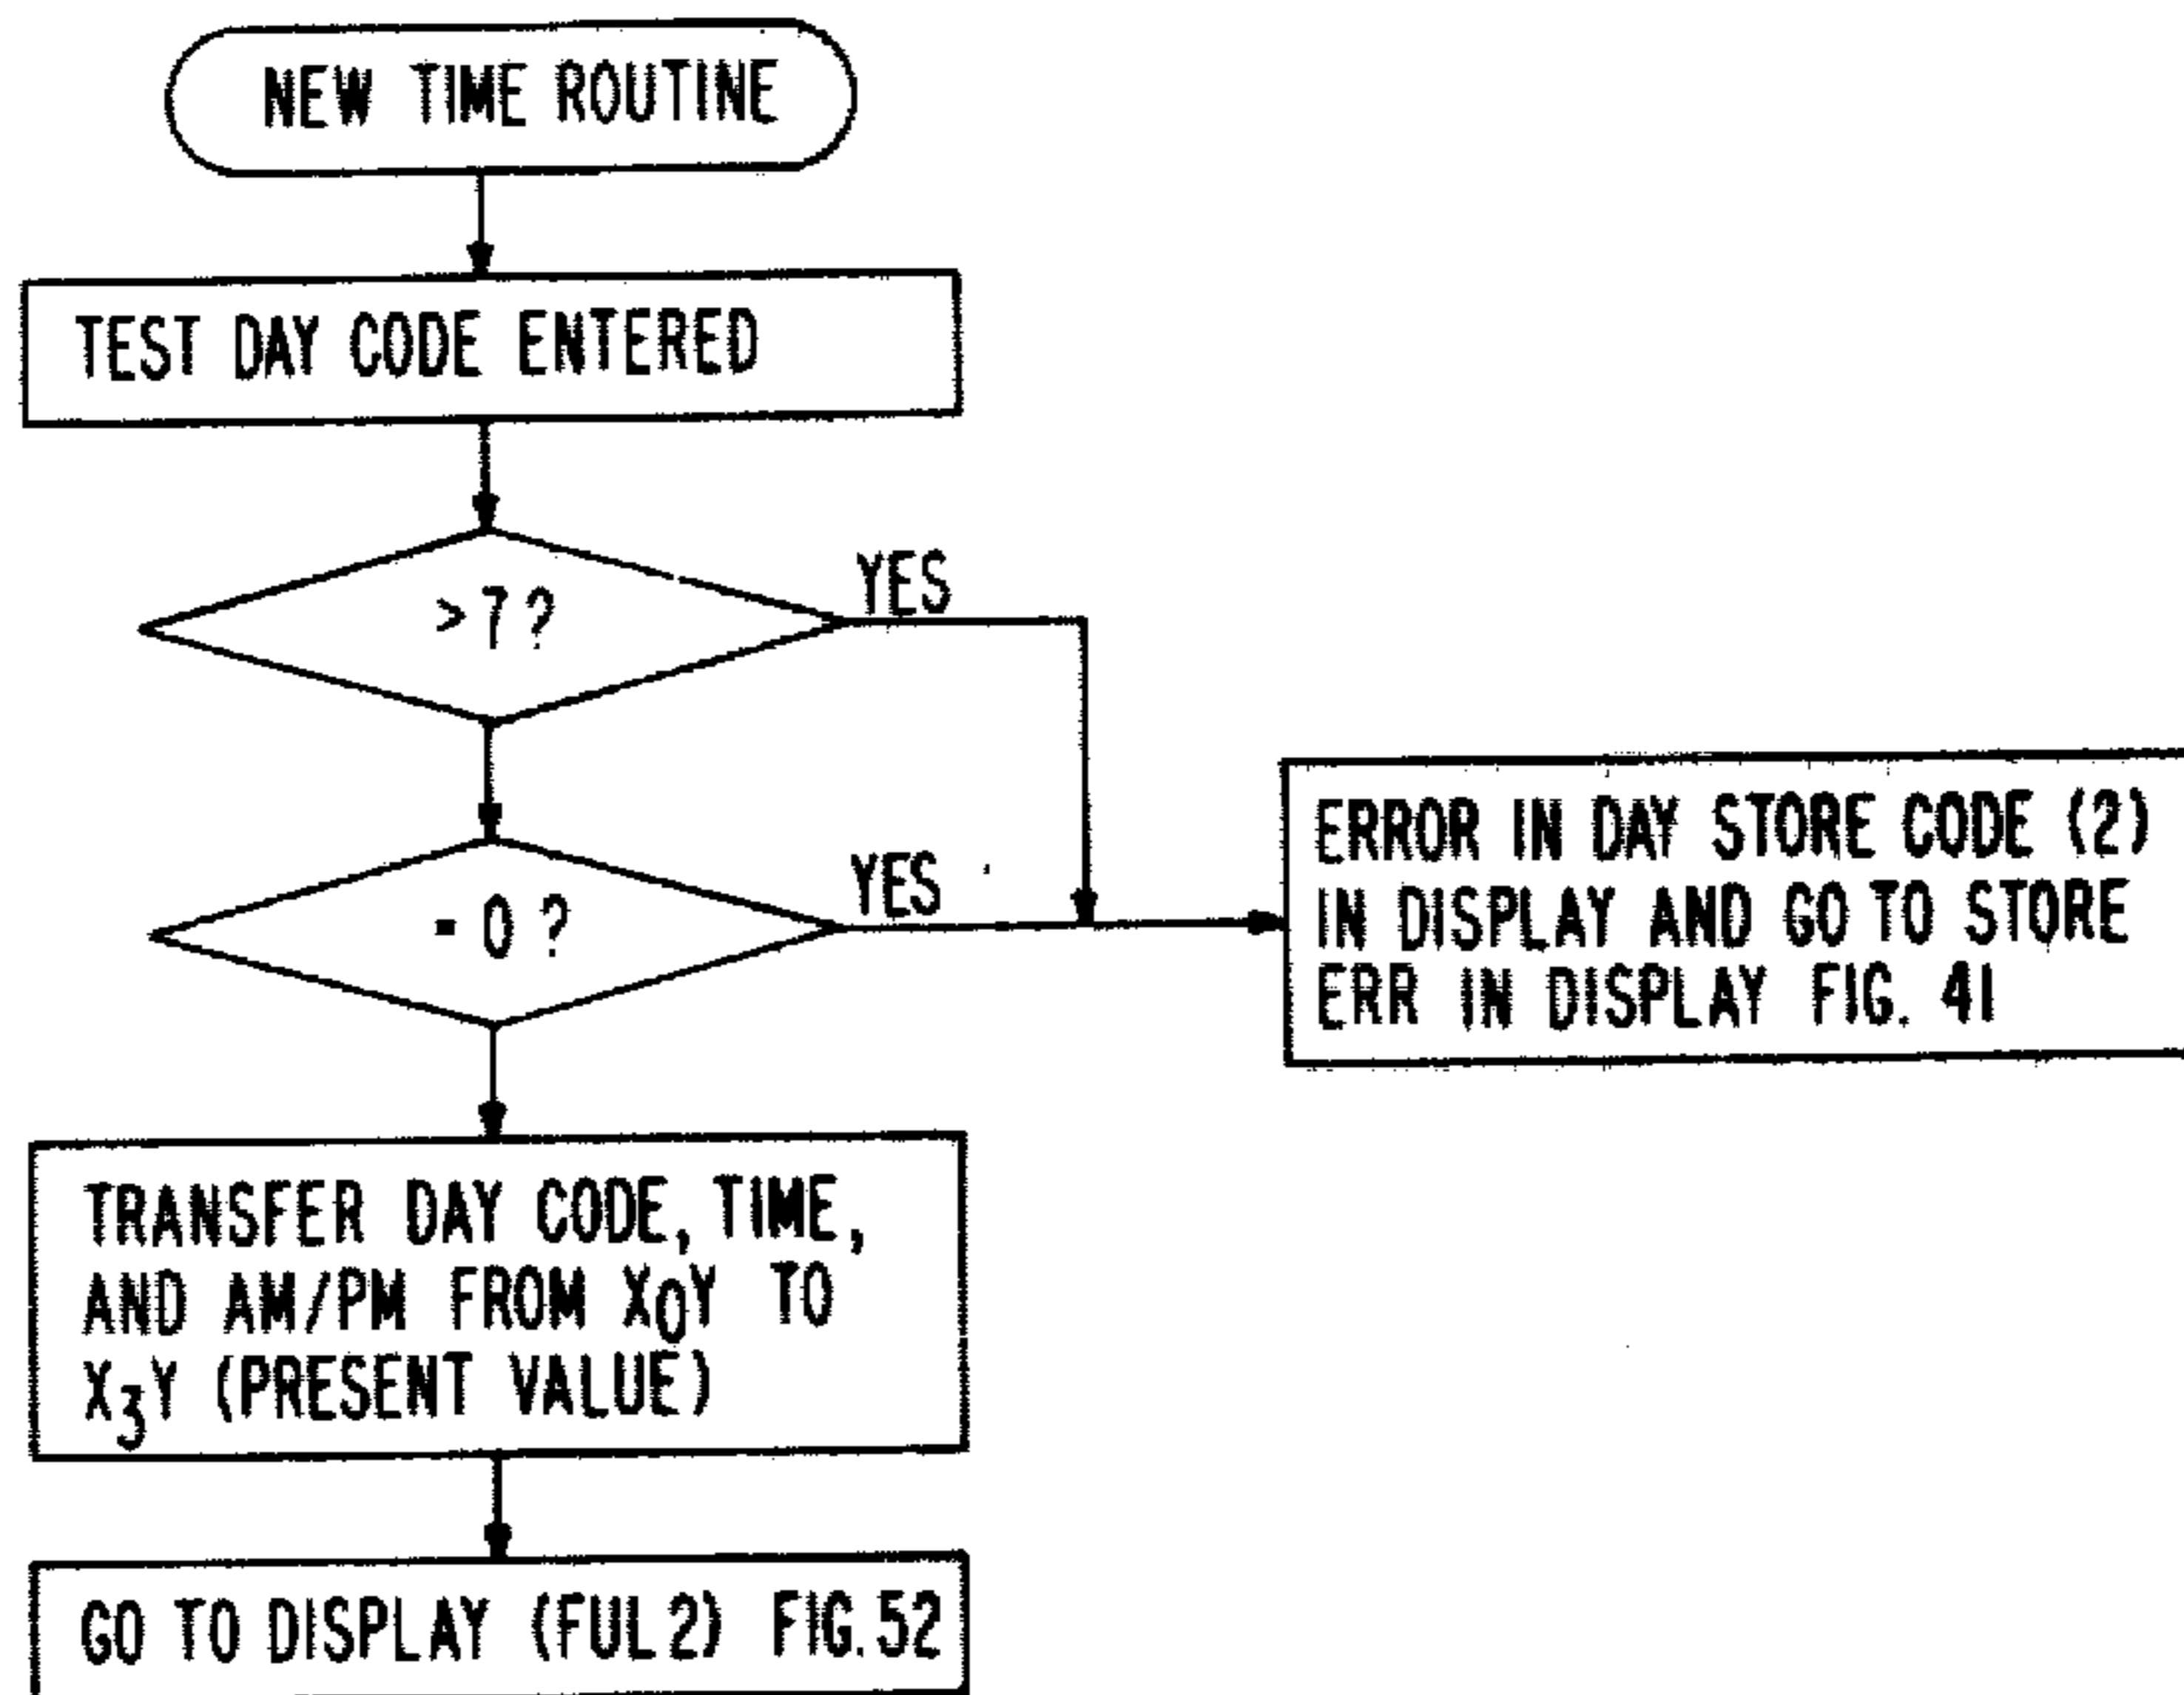 NEW TIME ROUTINE
TEST DAY CODE ENTERED
>7?
YES
=0?
YES
ERROR IN DAY STORE CODE (2)
IN DISPLAY AND GO TO STORE
ERR IN DISPLAY FIG. 41
TRANSFER DAY CODE, TIME,
AND AM/PM FROM X₀Y TO
X₃Y (PRESENT VALUE)
GO TO DISPLAY (FUL2) FIG. 52